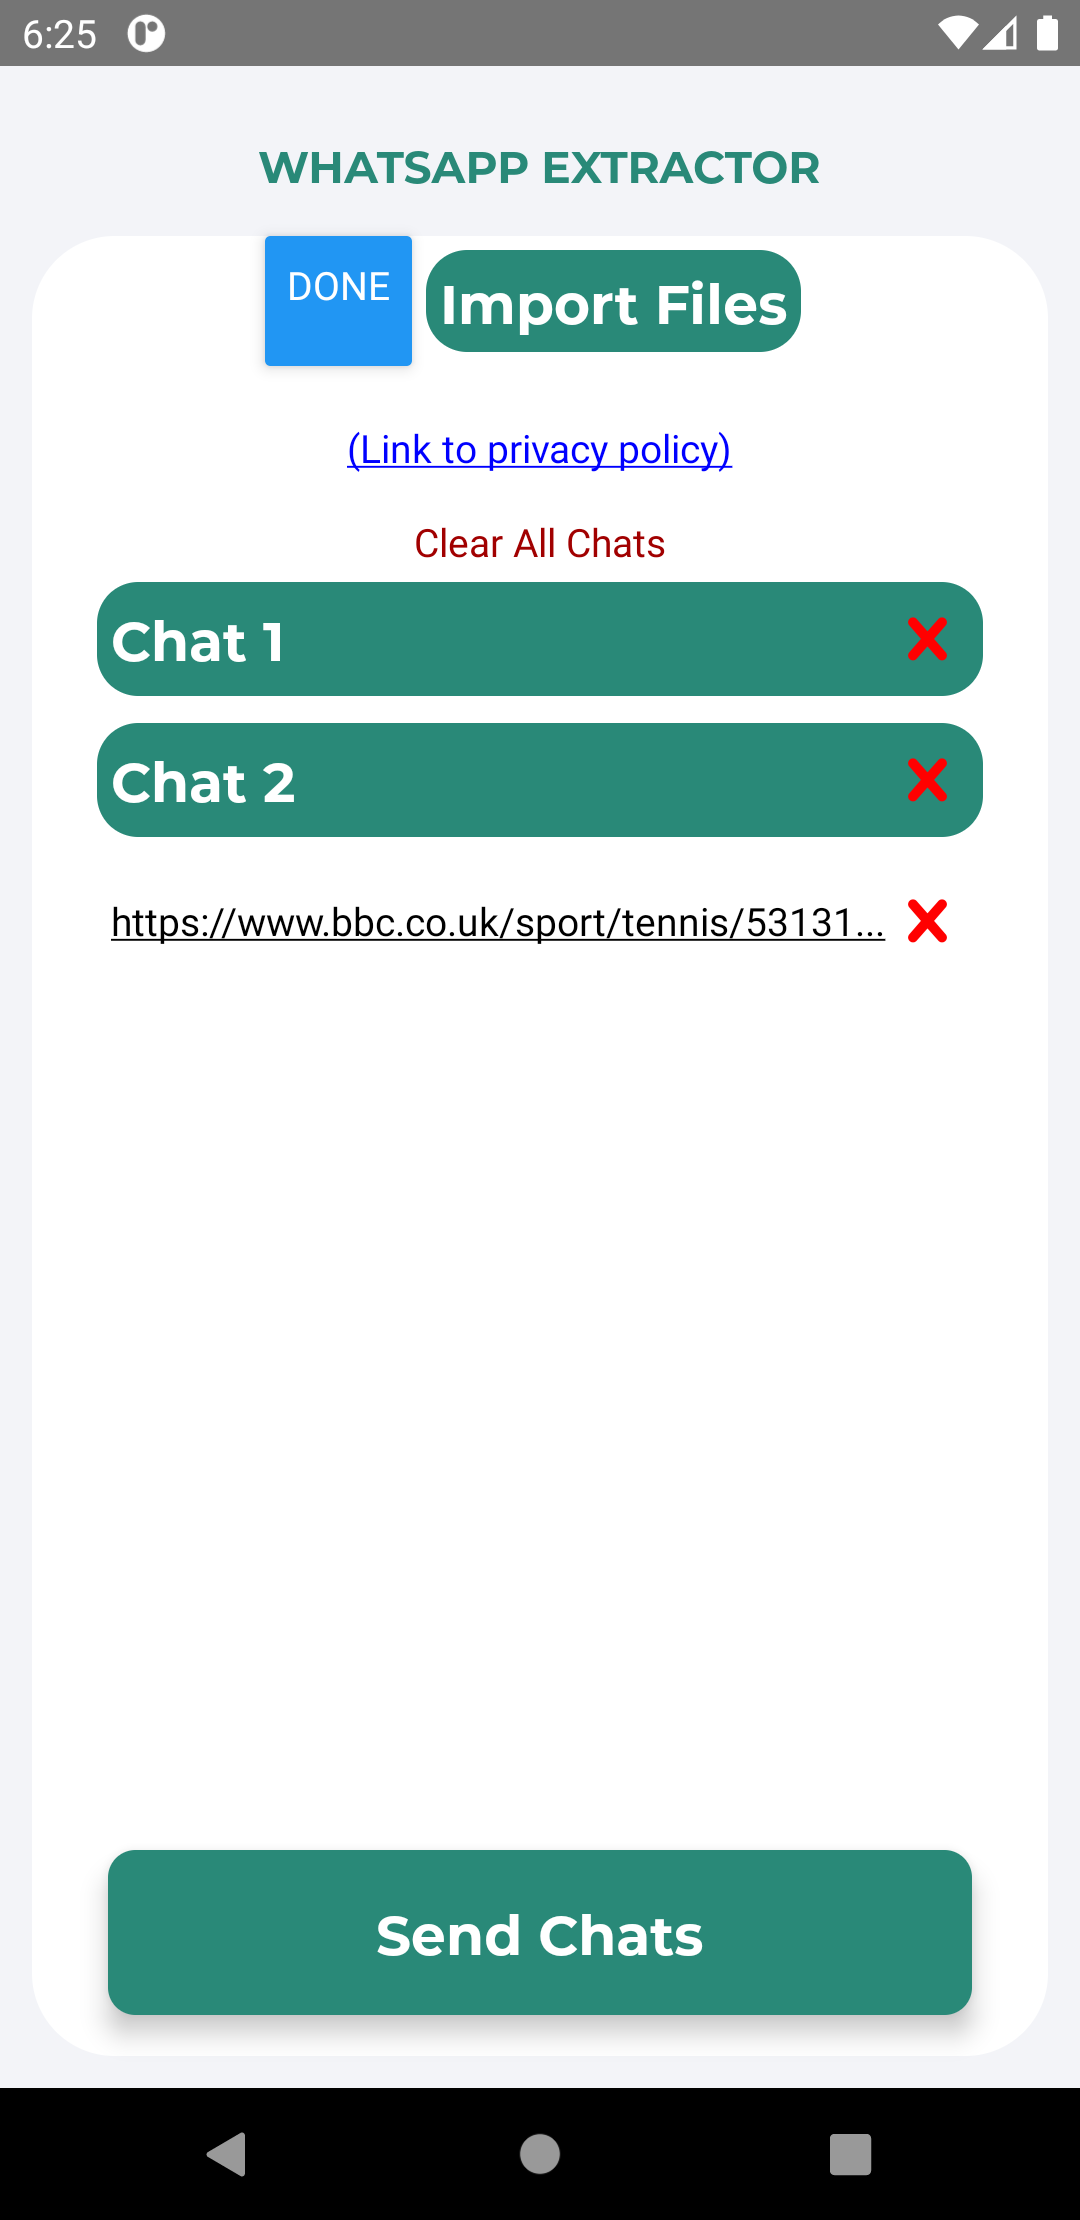 6:25
WHATSAPP EXTRACTOR
DONE
Import Files
(Link to privacy policy)
Clear All Chats
Chat 1
Chat 2
https://www.bbc.co.uk/sport/tennis/53131...
Send Chats